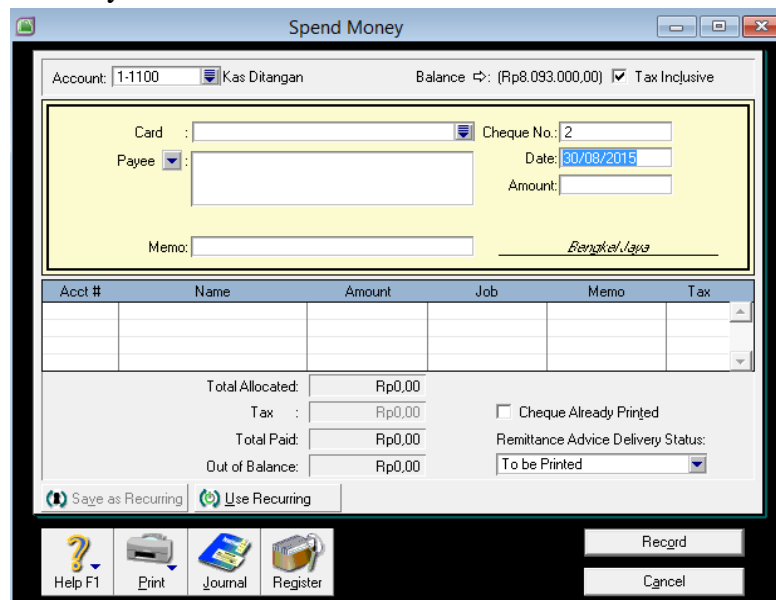 Spend Money
Account: 1-1100 Kas Ditangan Balance ⇨: (Rp8.093.000,00) Tax Inclusive
Card : Cheque No.: 2
Payee : Date: 30/08/2015
Amount:
Memo: Bengkel Jaya
Acct # Name Amount Job Memo Tax
Total Allocated: Rp0,00
Tax : Rp0,00 Cheque Already Printed
Total Paid: Rp0,00 Remittance Advice Delivery Status:
Out of Balance: Rp0,00 To be Printed
Save as Recurring Use Recurring
Help F1 Print Journal Register Record
Cancel